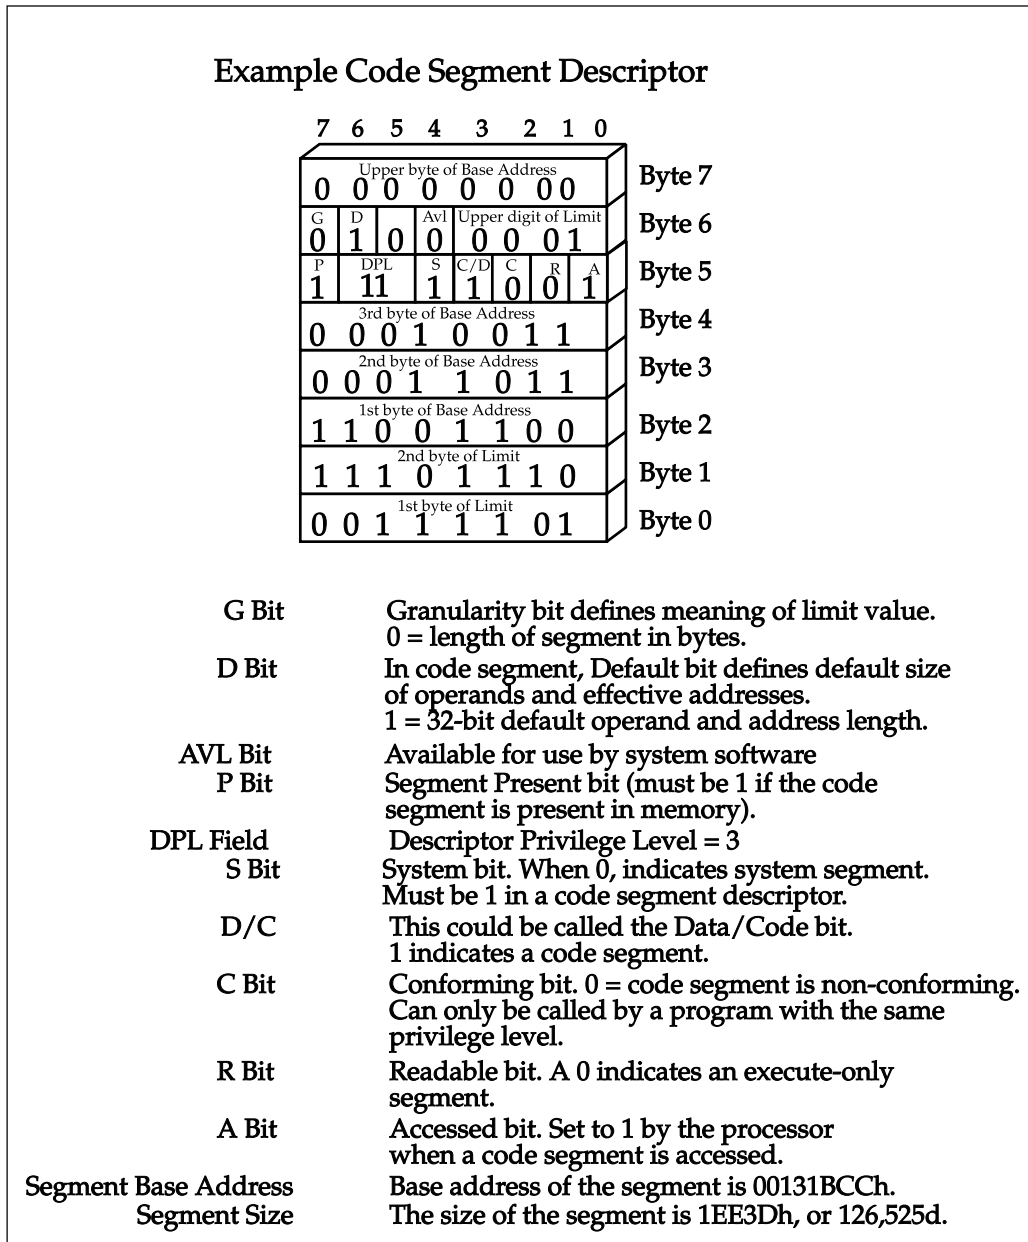 Example Code Segment Descriptor
7 6 5 4 3 2 1 0
Upper byte of Base Address
0 0 0 0 0 0 0 0 Byte 7
G D Avl Upper digit of Limit
0 1 0 0 0 0 0 1 Byte 6
P DPL S C/D C R A
1 11 1 1 0 0 1 Byte 5
3rd byte of Base Address
0 0 0 1 0 0 1 1 Byte 4
2nd byte of Base Address
0 0 0 1 1 0 1 1 Byte 3
1st byte of Base Address
1 1 0 0 1 1 0 0 Byte 2
2nd byte of Limit
1 1 1 0 1 1 1 0 Byte 1
1st byte of Limit
0 0 1 1 1 1 0 1 Byte 0
G Bit Granularity bit defines meaning of limit value.
0 = length of segment in bytes.
D Bit In code segment, Default bit defines default size
of operands and effective addresses.
1 = 32-bit default operand and address length.
AVL Bit Available for use by system software
P Bit Segment Present bit (must be 1 if the code
segment is present in memory).
DPL Field Descriptor Privilege Level = 3
S Bit System bit. When 0, indicates system segment.
Must be 1 in a code segment descriptor.
D/C This could be called the Data/Code bit.
1 indicates a code segment.
C Bit Conforming bit. 0 = code segment is non-conforming.
Can only be called by a program with the same
privilege level.
R Bit Readable bit. A 0 indicates an execute-only
segment.
A Bit Accessed bit. Set to 1 by the processor
when a code segment is accessed.
Segment Base Address Base address of the segment is 00131BCCh.
Segment Size The size of the segment is 1EE3Dh, or 126,525d.